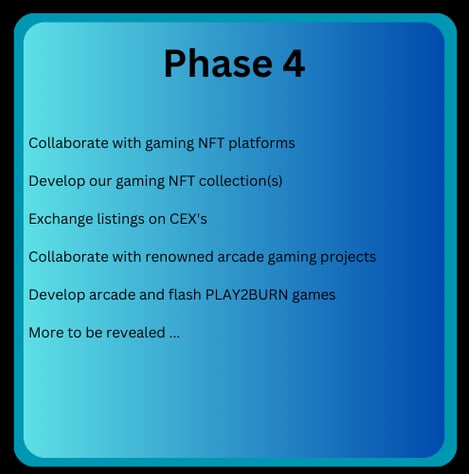 Phase 4
Collaborate with gaming NFT platforms
Develop our gaming NFT collection(s)
Exchange listings on CEX's
Collaborate with renowned arcade gaming projects
Develop arcade and flash PLAY2BURN games
More to be revealed ...